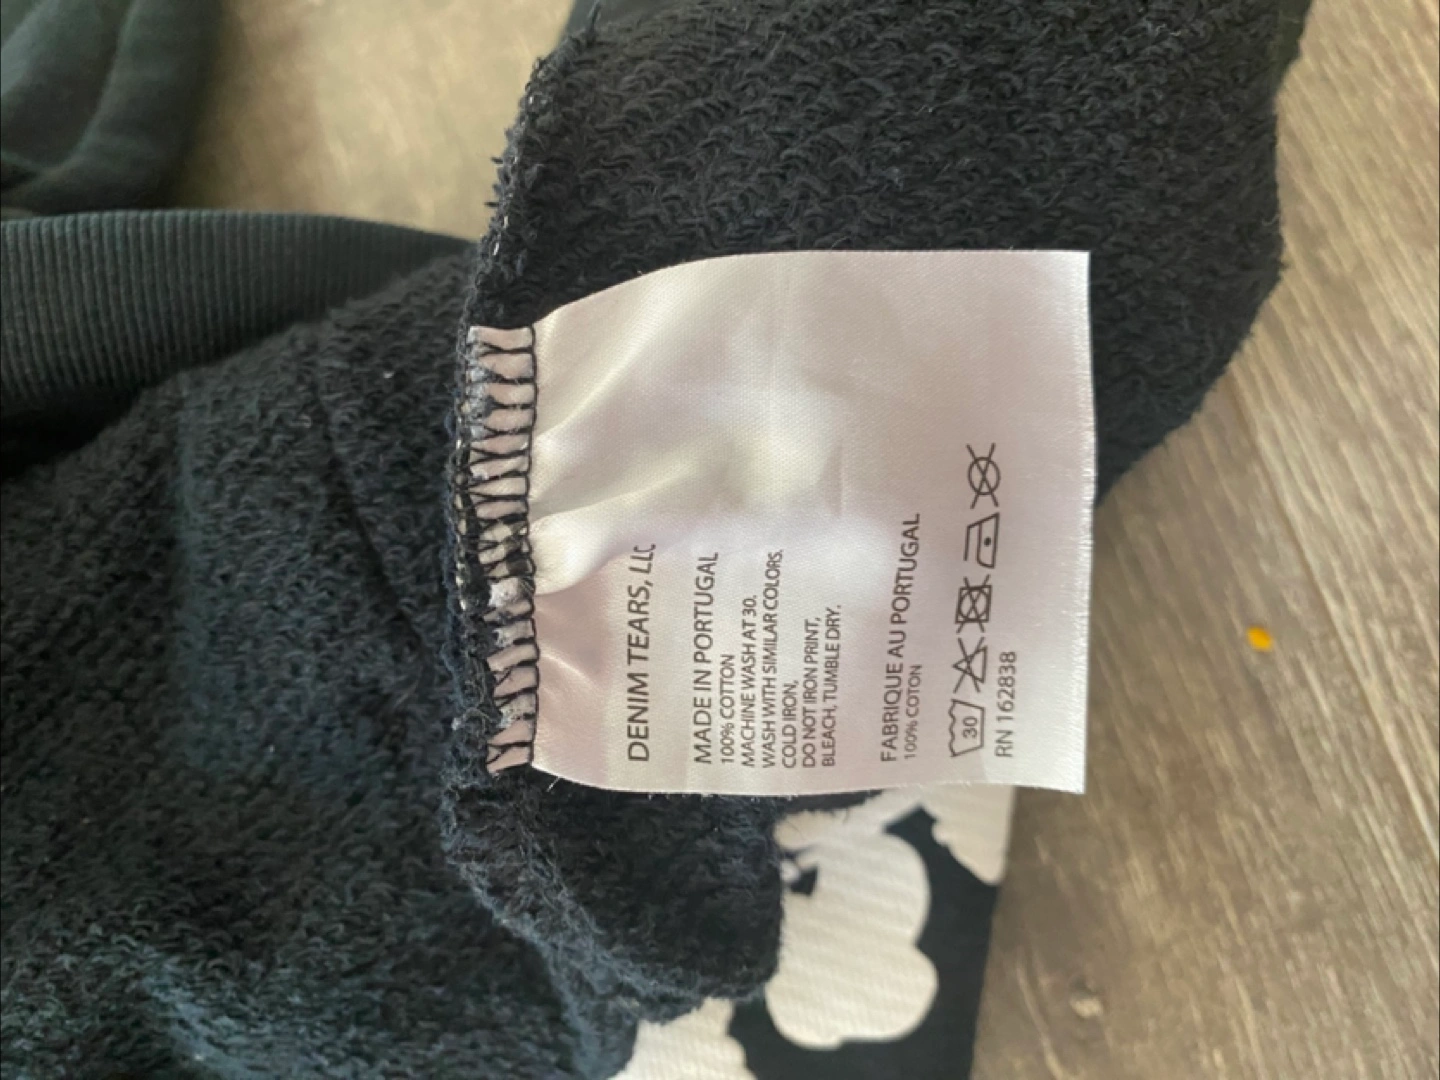 DENIM TEARS, LLC
MADE IN PORTUGAL
100% COTTON
MACHINE WASH AT 30.
WASH WITH SIMILAR COLORS.
COLD IRON,
DO NOT IRON PRINT,
BLEACH, TUMBLE DRY.
FABRIQUE AU PORTUGAL
100% COTON
30
RN 162838